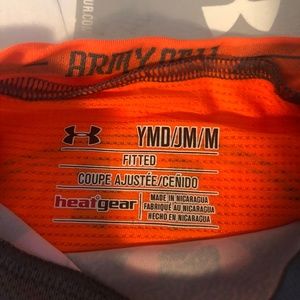 YMD/JM/M
FITTED
COUPE AJUSTÉE/CEÑIDO
heatgear
MADE IN NICARAGUA
FABRIQUÉ AU NICARAGUA
HECHO EN NICARAGUA